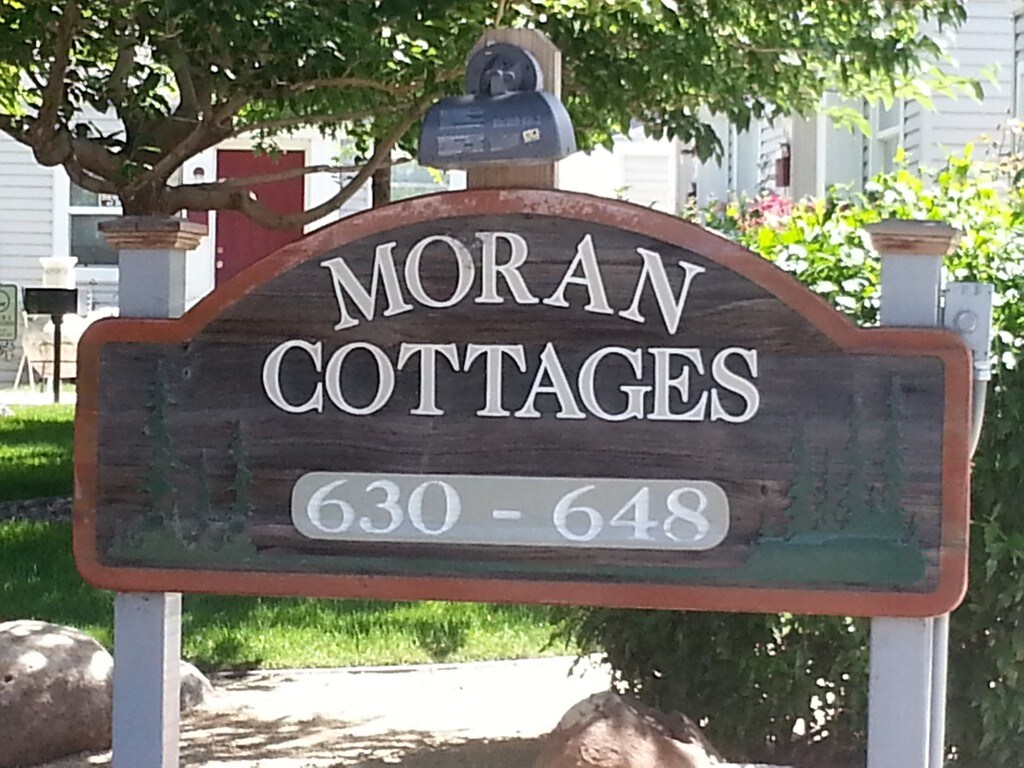 MORAN
COTTAGES
630 - 648